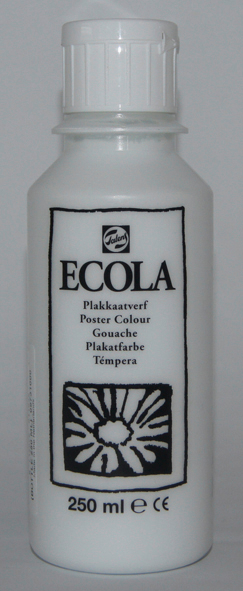 Talens
ECOLA
Plakkaatverf
Poster Colour
Gouache
Plakatfarbe
Témpera
250 ml ℮ CE